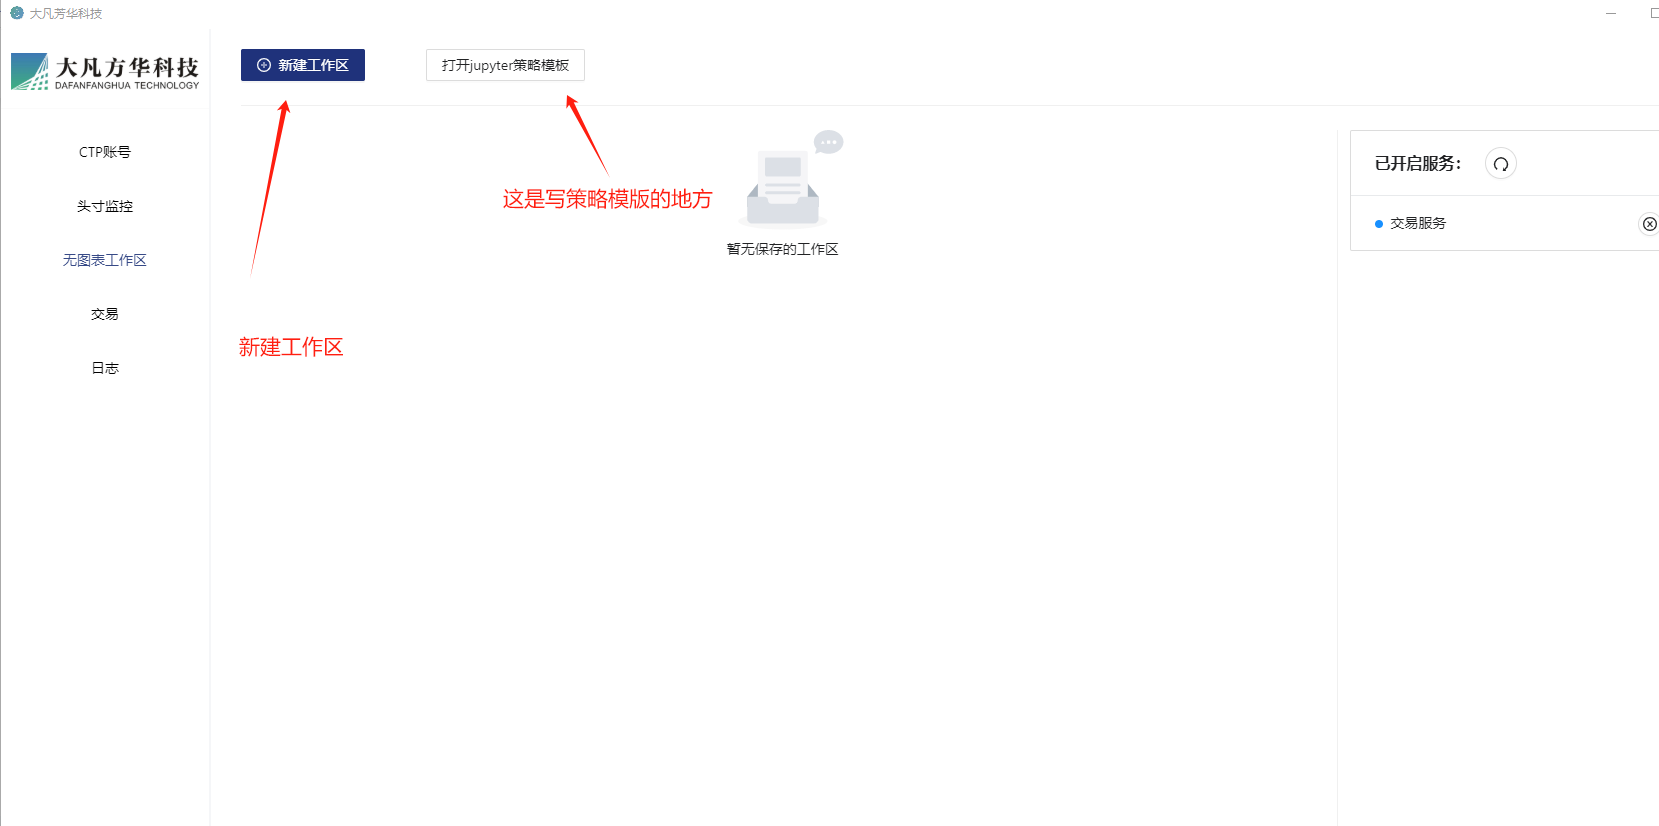 大凡芳华科技
大凡方华科技
DAFANFANGHUA TECHNOLOGY
新建工作区
打开jupyter策略模板
CTP账号
头寸监控
无图表工作区
交易
日志
这是写策略模版的地方
暂无保存的工作区
新建工作区
已开启服务：
交易服务